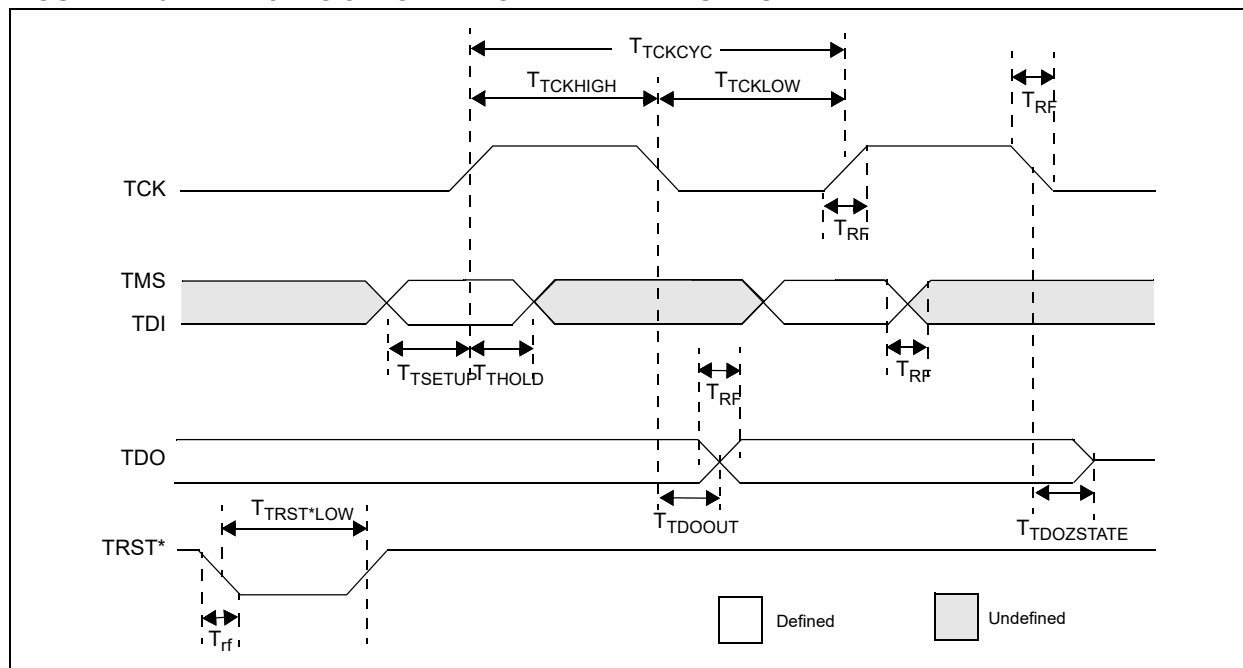 TTCKCYC
TTCKHIGH
TTCKLOW
TRF
TCK
TRF
TMS
TDI
TTSETUP
TTHOLD
TRF
TRF
TDO
TTRST*LOW
TTDOOUT
TTDOZSTATE
TRST*
Trf
Defined
Undefined